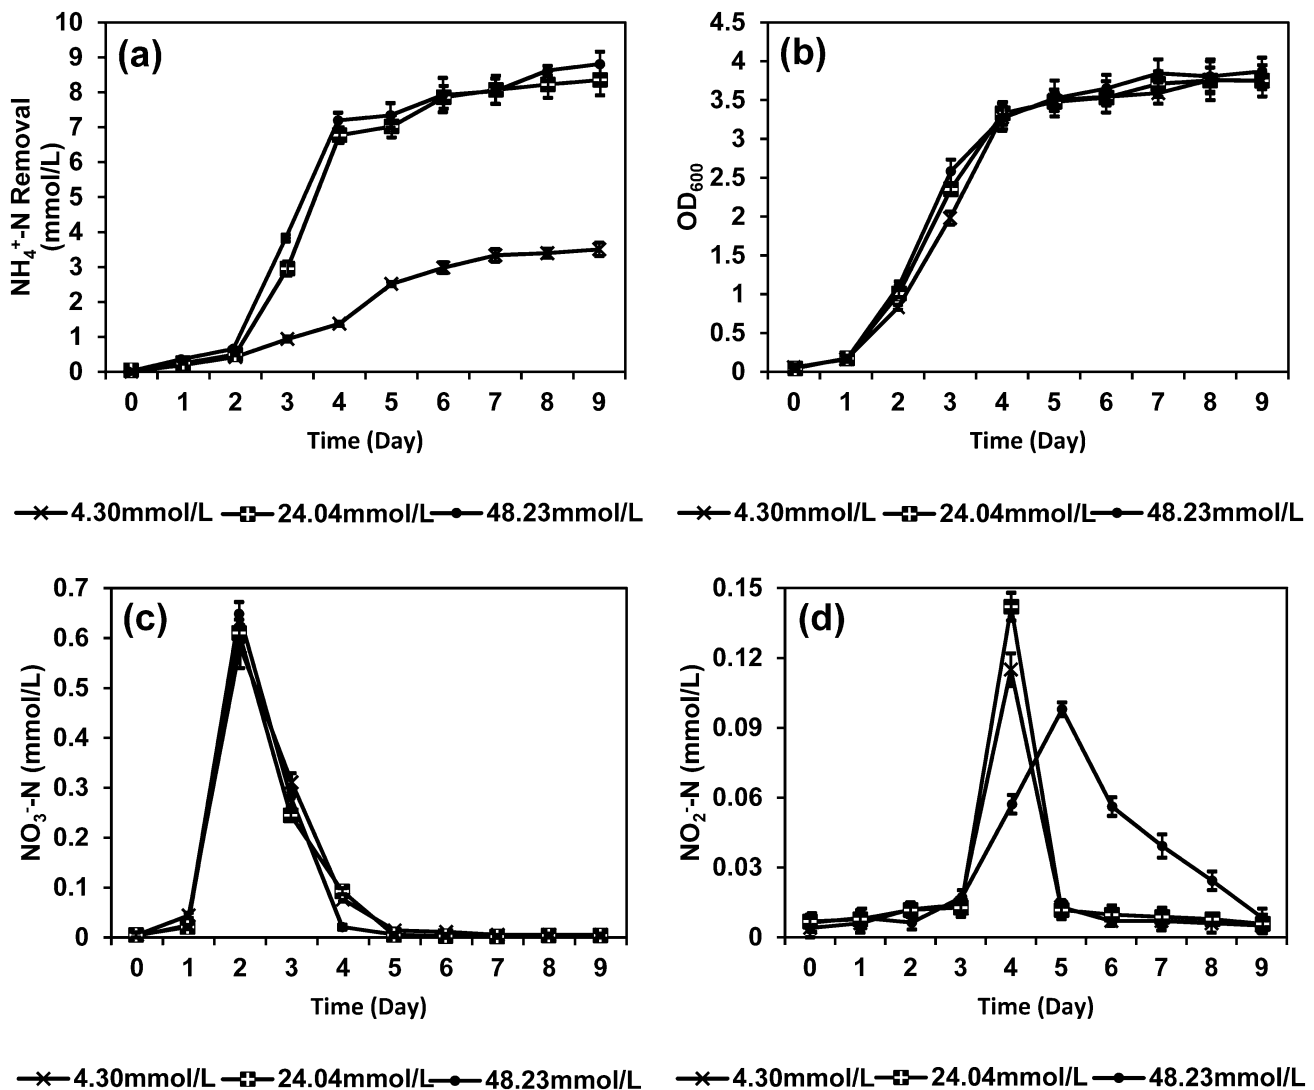 (a)
NH₄⁺-N Removal
(mmol/L)
10
9
8
7
6
5
4
3
2
1
0
0 1 2 3 4 5 6 7 8 9
Time (Day)
4.30mmol/L 24.04mmol/L 48.23mmol/L
(b)
OD₆₀₀
4.5
4
3.5
3
2.5
2
1.5
1
0.5
0
0 1 2 3 4 5 6 7 8 9
Time (Day)
4.30mmol/L 24.04mmol/L 48.23mmol/L
(c)
NO₃⁻-N (mmol/L)
0.7
0.6
0.5
0.4
0.3
0.2
0.1
0
0 1 2 3 4 5 6 7 8 9
Time (Day)
4.30mmol/L 24.04mmol/L 48.23mmol/L
(d)
NO₂⁻-N (mmol/L)
0.15
0.12
0.09
0.06
0.03
0
0 1 2 3 4 5 6 7 8 9
Time (Day)
4.30mmol/L 24.04mmol/L 48.23mmol/L